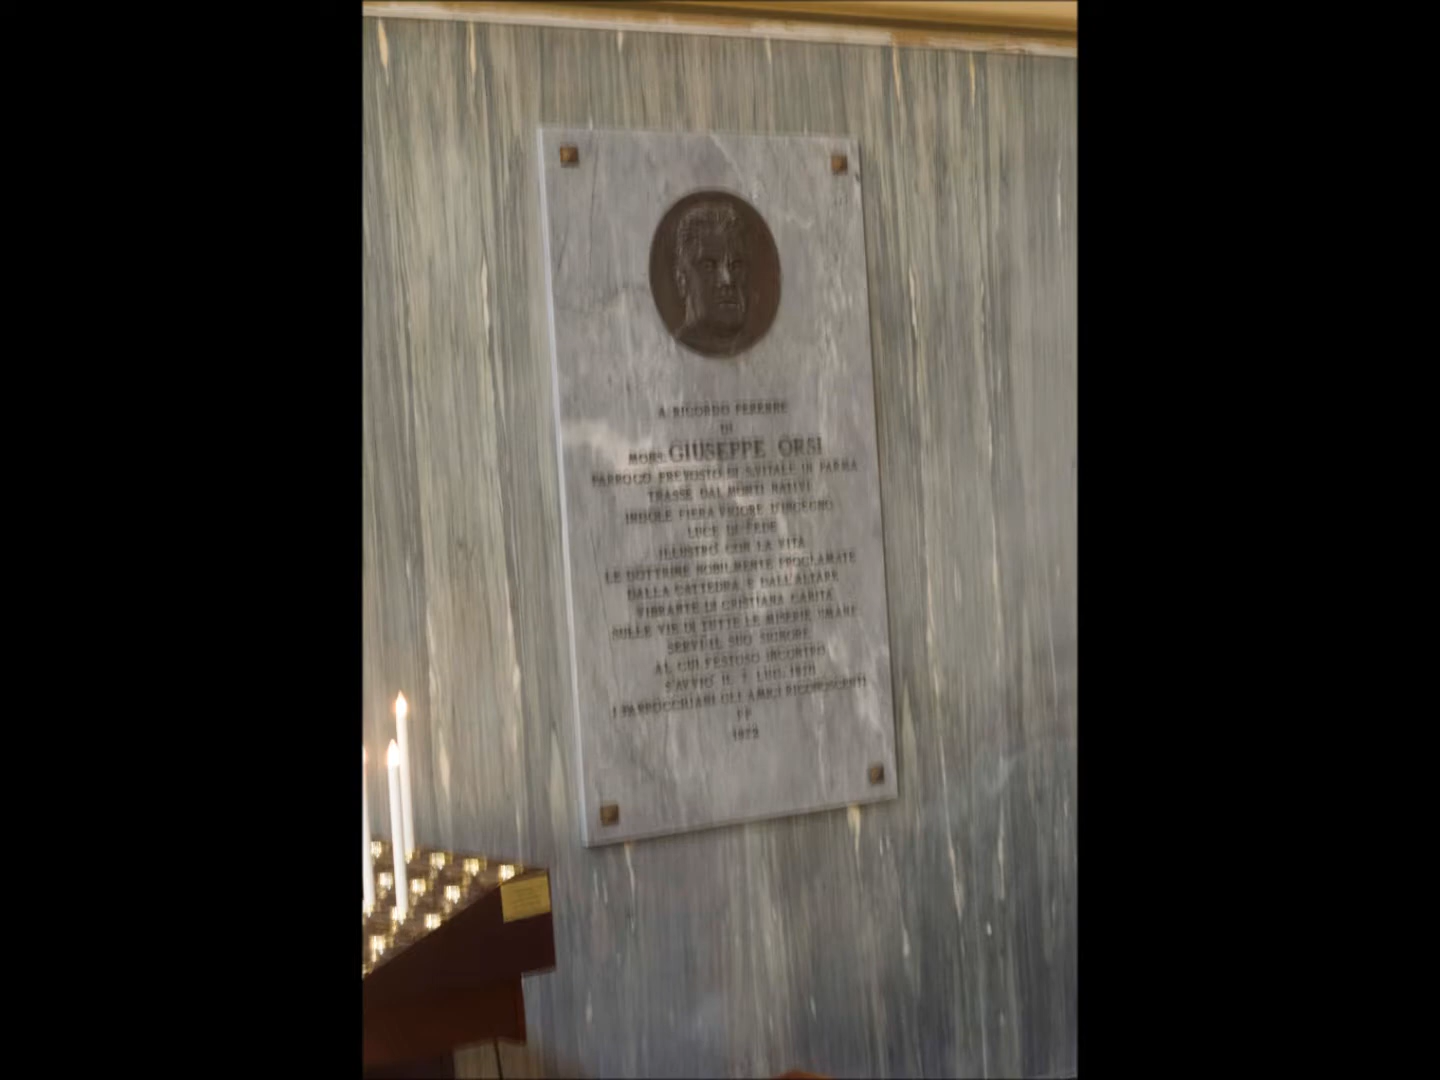 A RICORDO PERENNE
DI
MONS. GIUSEPPE ORSI
PARROCO PREVOSTO DI S.VITALE IN PARMA
TRASSE DAI MONTI NATIVI
INDOLE FIERA VIGORE D'INGEGNO
LUCE DI FEDE
ILLUSTRÒ CON LA VITA
LE DOTTRINE NOBILMENTE PROCLAMATE
DALLA CATTEDRA E DALL'ALTARE
VIBRANTE DI CRISTIANA CARITÀ
SULLE VIE DI TUTTE LE MISERIE UMANE
SERVÌ IL SUO SIGNORE
AL CUI FESTOSO INCONTRO
S'AVVIÒ IL LUG.
I PARROCCHIANI GLI AMICI RICONOSCENTI
PP